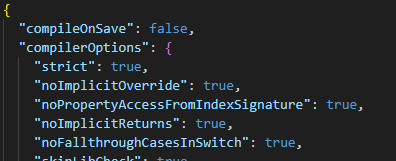 {
"compileOnSave": false,
"compilerOptions": {
"strict": true,
"noImplicitOverride": true,
"noPropertyAccessFromIndexSignature": true,
"noImplicitReturns": true,
"noFallthroughCasesInSwitch": true,
"skipLibCheck": true,